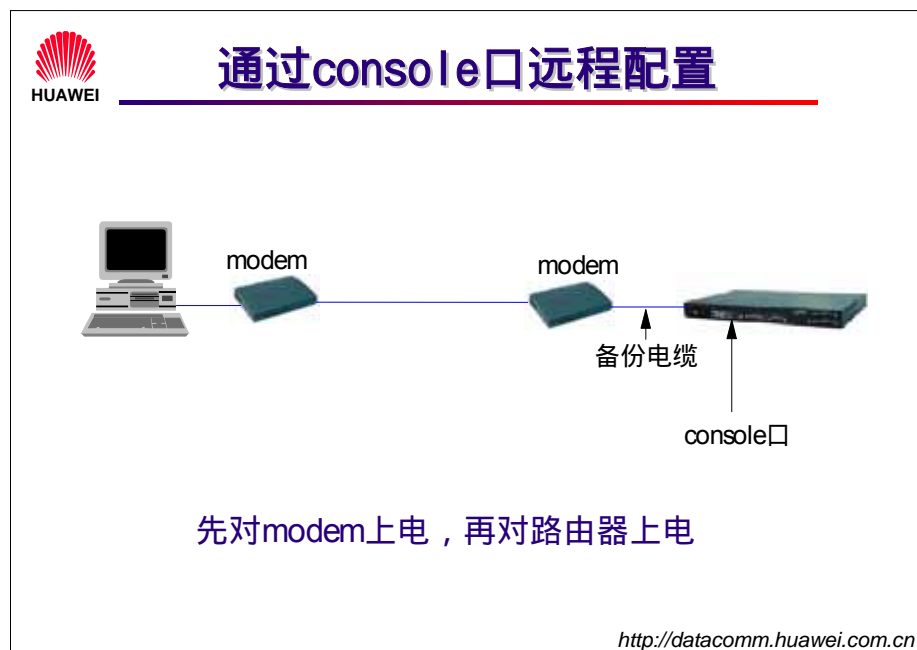 通过console口远程配置
HUAWEI
modem
modem
备份电缆
console口
先对modem上电，再对路由器上电
http://datacomm.huawei.com.cn